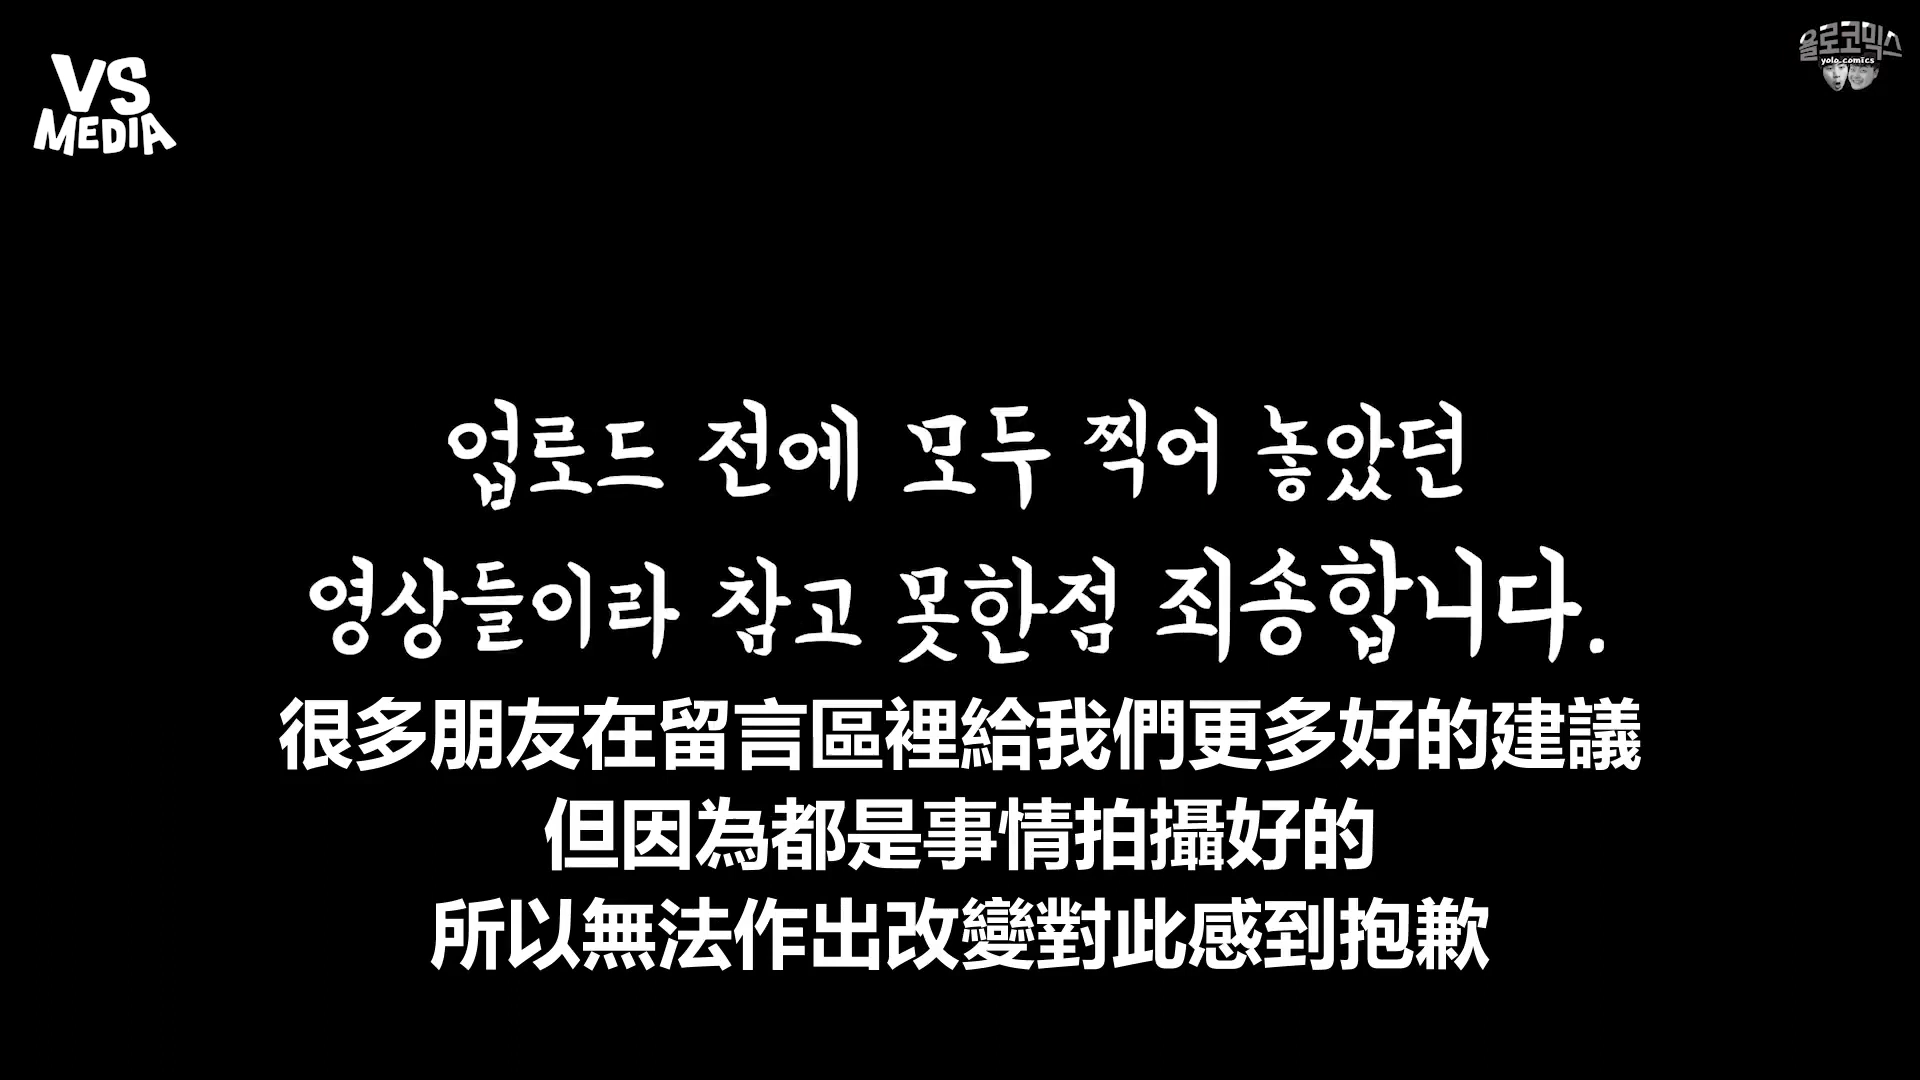 VS
MEDIA
욜로코믹스
yolo.comics
업로드 전에 모두 찍어 놓았던
영상들이라 참고 못한점 죄송합니다.
很多朋友在留言區裡給我們更多好的建議
但因為都是事情拍攝好的
所以無法作出改變對此感到抱歉